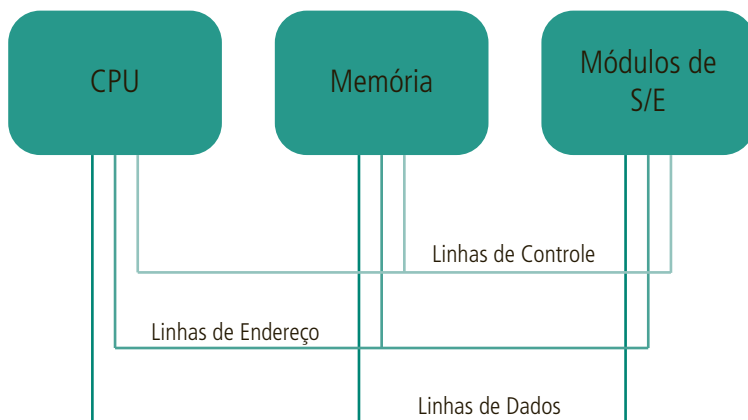 CPU
Memória
Módulos de
S/E
Linhas de Controle
Linhas de Endereço
Linhas de Dados